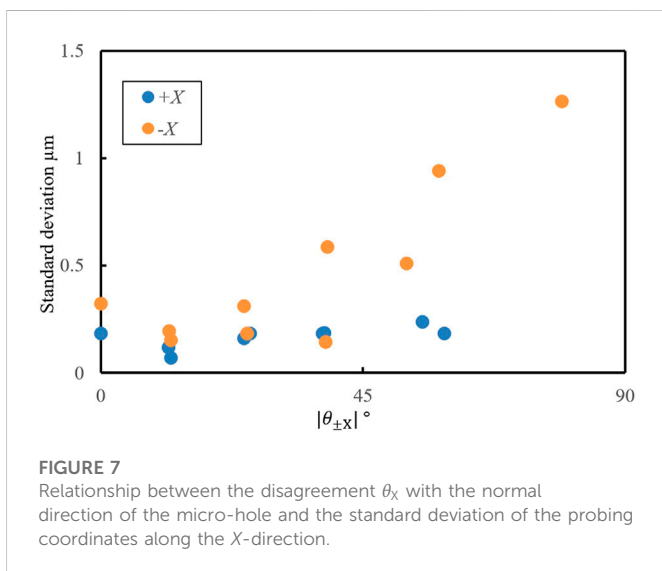 1.5
+X
-X
1
Standard deviation μm
0.5
0
0
45
90
|θ±X| °
FIGURE 7
Relationship between the disagreement θX with the normal
direction of the micro-hole and the standard deviation of the probing
coordinates along the X-direction.